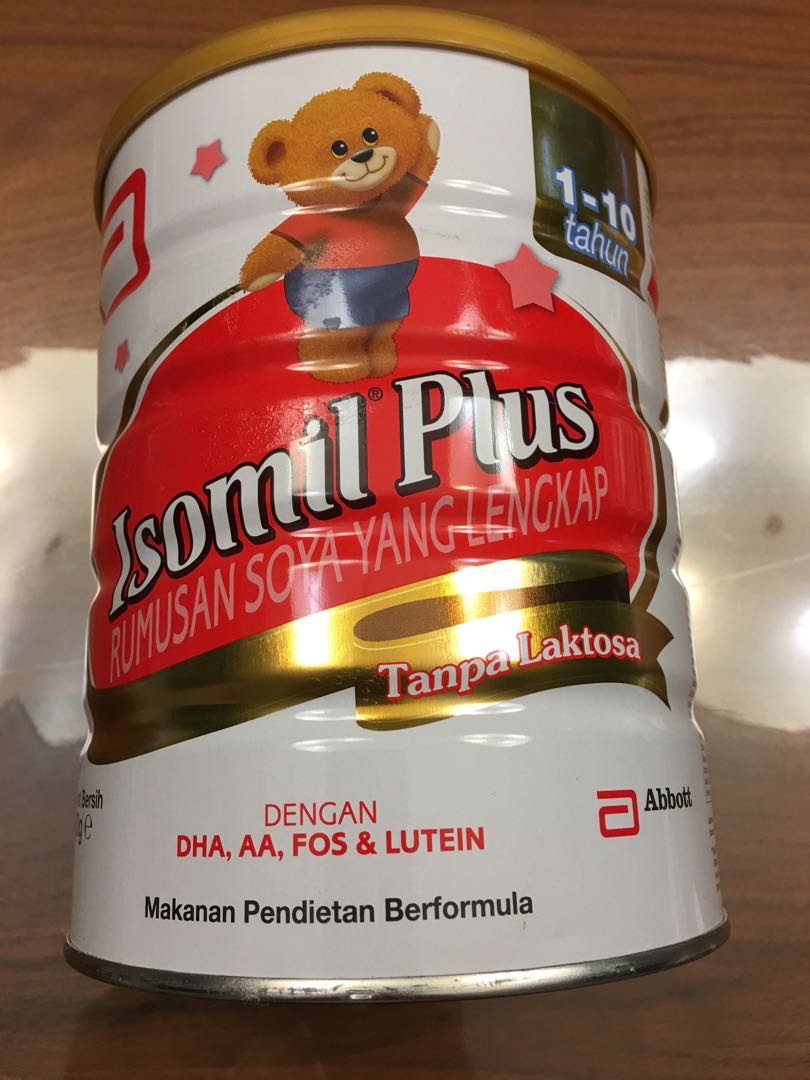 1-10
tahun
Isomil® Plus
RUMUSAN SOYA YANG LENGKAP
Tanpa Laktosa
Bersih
g e
DENGAN
DHA, AA, FOS & LUTEIN
Abbott
Makanan Pendietan Berformula